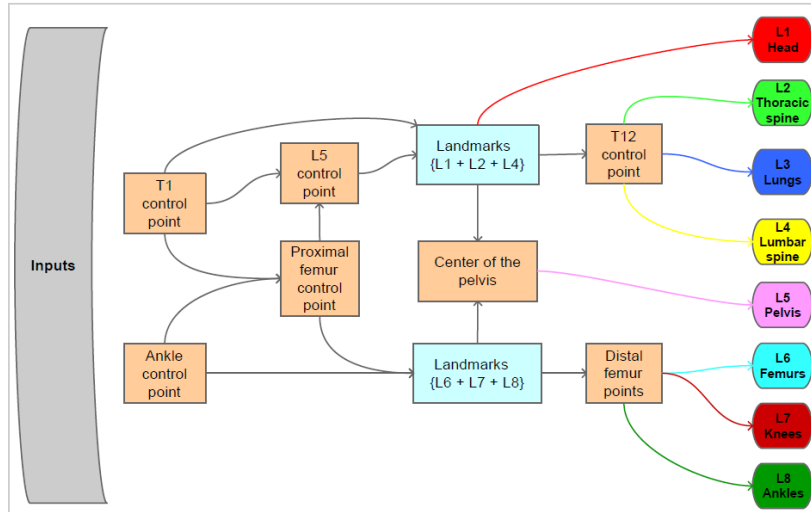 Inputs
T1
control
point
Ankle
control
point
L5
control
point
Proximal
femur
control
point
Landmarks
{L1 + L2 + L4}
Center of the
pelvis
Landmarks
{L6 + L7 + L8}
T12
control
point
Distal
femur
points
L1
Head
L2
Thoracic
spine
L3
Lungs
L4
Lumbar
spine
L5
Pelvis
L6
Femurs
L7
Knees
L8
Ankles